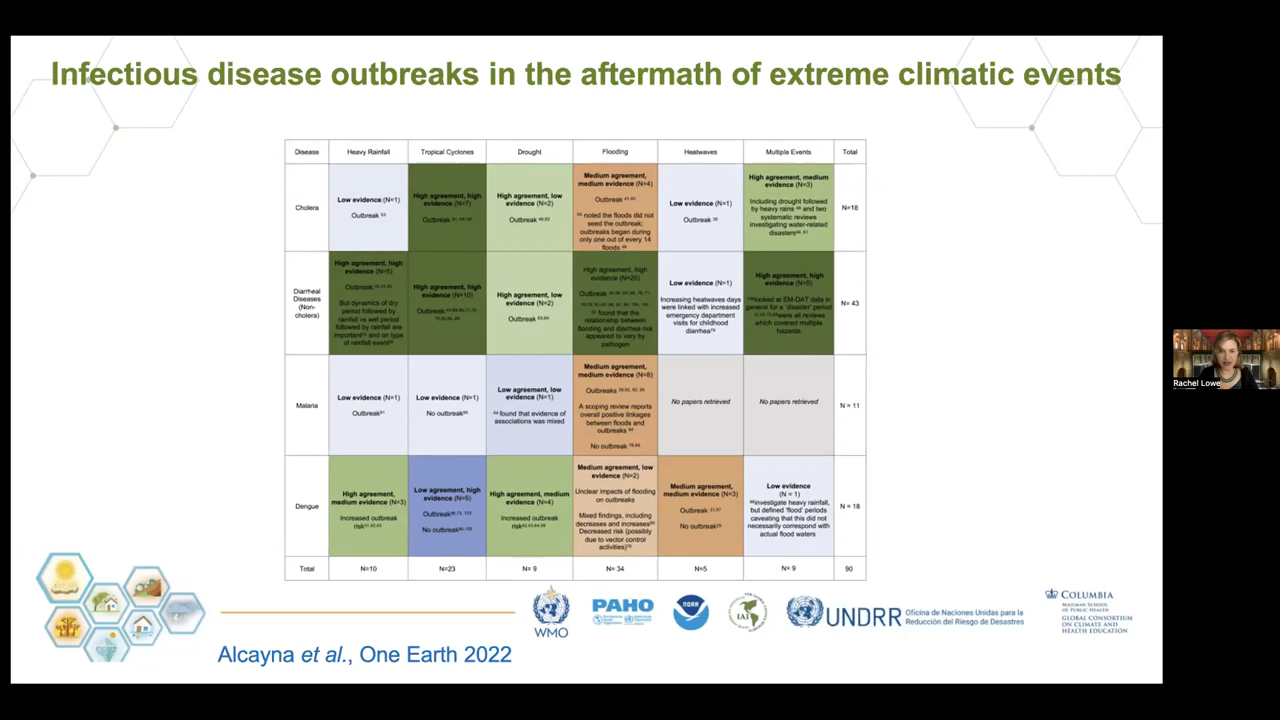 Infectious disease outbreaks in the aftermath of extreme climatic events
Disease
Heavy Rainfall
Tropical Cyclones
Drought
Flooding
Heatwaves
Multiple Events
Total
Cholera
Low evidence (N=1)
Outbreak
High agreement, high
evidence (N=7)
Outbreak
High agreement, low
evidence (N=2)
Outbreak
Medium agreement,
medium evidence (N=4)
Outbreak
noted the floods did not
seed the outbreak;
outbreaks began during
only one out of every 14
floods
Low evidence (N=1)
Outbreak
High agreement, medium
evidence (N=3)
Including drought followed
by heavy rains and two
systematic reviews
investigating water-related
disasters
N=18
Diarrheal
Diseases
(Non-
cholera)
High agreement, high
evidence (N=5)
Outbreak
But dynamics of dry
period followed by
rainfall vs wet period
followed by rainfall are
important and on type
of rainfall event
High agreement, high
evidence (N=10)
Outbreak
High agreement, low
evidence (N=2)
Outbreak
High agreement, high
evidence (N=20)
Outbreak
found that the
relationship between
flooding and diarrhea risk
appeared to vary by
pathogen
Low evidence (N=1)
Increasing heatwaves days
were linked with increased
emergency department
visits for childhood
diarrhea
High agreement, high
evidence (N=5)
looked at EM-DAT data in
general for a 'disaster' period
were all reviews
which covered multiple
hazards
N= 43
Malaria
Low evidence (N=1)
Outbreak
Low evidence (N=1)
No outbreak
Low agreement, low
evidence (N=1)
found that evidence of
associations was mixed
Medium agreement,
medium evidence (N=8)
Outbreaks
A scoping review reports
overall positive linkages
between floods and
outbreaks
No outbreak
No papers retrieved
No papers retrieved
N = 11
Dengue
High agreement,
medium evidence (N=3)
Increased outbreak
risk
Low agreement, high
evidence (N=5)
Outbreak
No outbreak
High agreement, medium
evidence (N=4)
Increased outbreak
risk
Medium agreement, low
evidence (N=2)
Unclear impacts of flooding
on outbreaks
Mixed findings, including
decreases and increases
Decreased risk (possibly
due to vector control
activities)
Medium agreement,
medium evidence (N=3)
Outbreak
No outbreak
Low evidence
(N = 1)
investigate heavy rainfall,
but defined 'flood' periods
caveating that this did not
necessarily correspond with
actual flood waters
N = 18
Total
N=10
N=23
N= 9
N= 34
N=5
N= 9
90
Rachel Lowe
WMO
PAHO
NOAA
IAI
UNDRR
Oficina de Naciones Unidas para la
Reducción del Riesgo de Desastres
COLUMBIA
MAILMAN SCHOOL
OF PUBLIC HEALTH
GLOBAL CONSORTIUM
ON CLIMATE AND
HEALTH EDUCATION
Alcayna et al., One Earth 2022